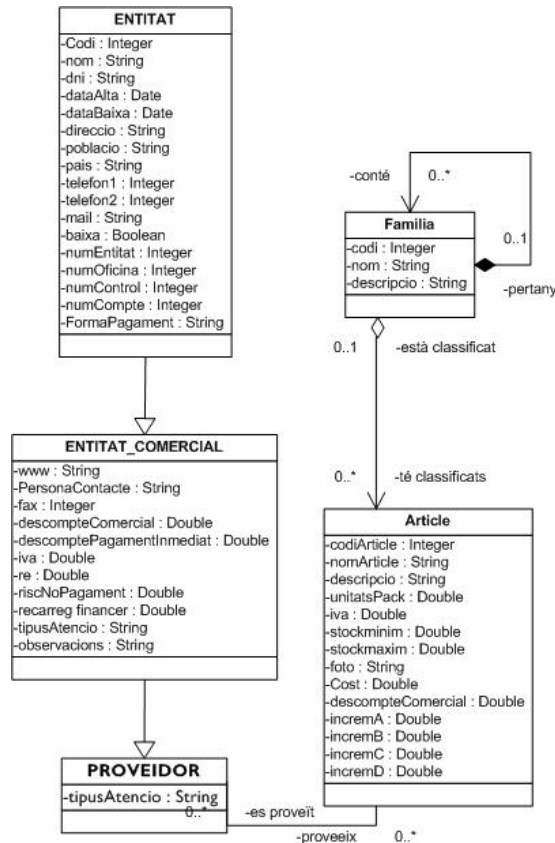 ENTITAT
-Codi : Integer
-nom : String
-dni : String
-dataAlta : Date
-dataBaixa : Date
-direccio : String
-poblacio : String
-pais : String
-telefon1 : Integer
-telefon2 : Integer
-mail : String
-baixa : Boolean
-numEntitat : Integer
-numOficina : Integer
-numControl : Integer
-numCompte : Integer
-FormaPagament : String
ENTITAT_COMERCIAL
-www : String
-PersonaContacte : String
-fax : Integer
-descompteComercial : Double
-descomptePagamentInmediat : Double
-iva : Double
-re : Double
-riscNoPagament : Double
-recarreg financer : Double
-tipusAtencio : String
-observacions : String
PROVEIDOR
-tipusAtencio : String
0..*
-es proveït
-proveeix
0..*
-conté
0..*
Familia
-codi : Integer
-nom : String
-descripcio : String
0..1
-pertany
0..1
-està classificat
0..*
-té classificats
Article
-codiArticle : Integer
-nomArticle : String
-descripcio : String
-unitatsPack : Double
-iva : Double
-stockminim : Double
-stockmaxim : Double
-foto : String
-Cost : Double
-descompteComercial : Double
-incremA : Double
-incremB : Double
-incremC : Double
-incremD : Double